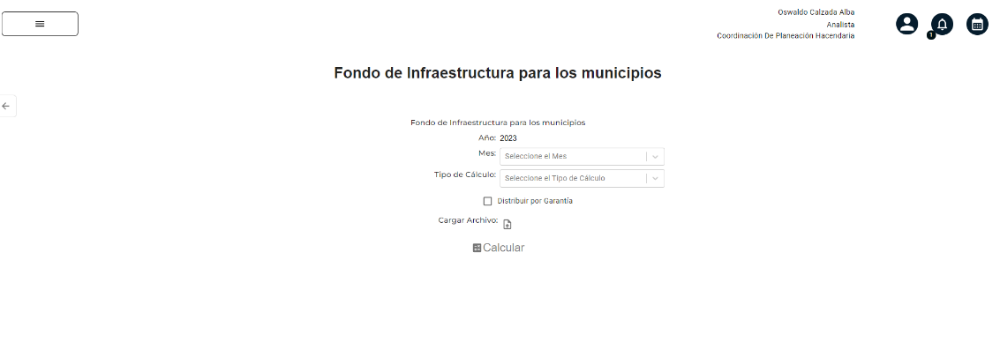 Oswaldo Calzada Alba
Analista
Coordinación De Planeación Hacendaria
1
Fondo de Infraestructura para los municipios
Fondo de Infraestructura para los municipios
Año: 2023
Mes: Seleccione el Mes
Tipo de Cálculo: Seleccione el Tipo de Cálculo
Distribuir por Garantía
Cargar Archivo:
Calcular